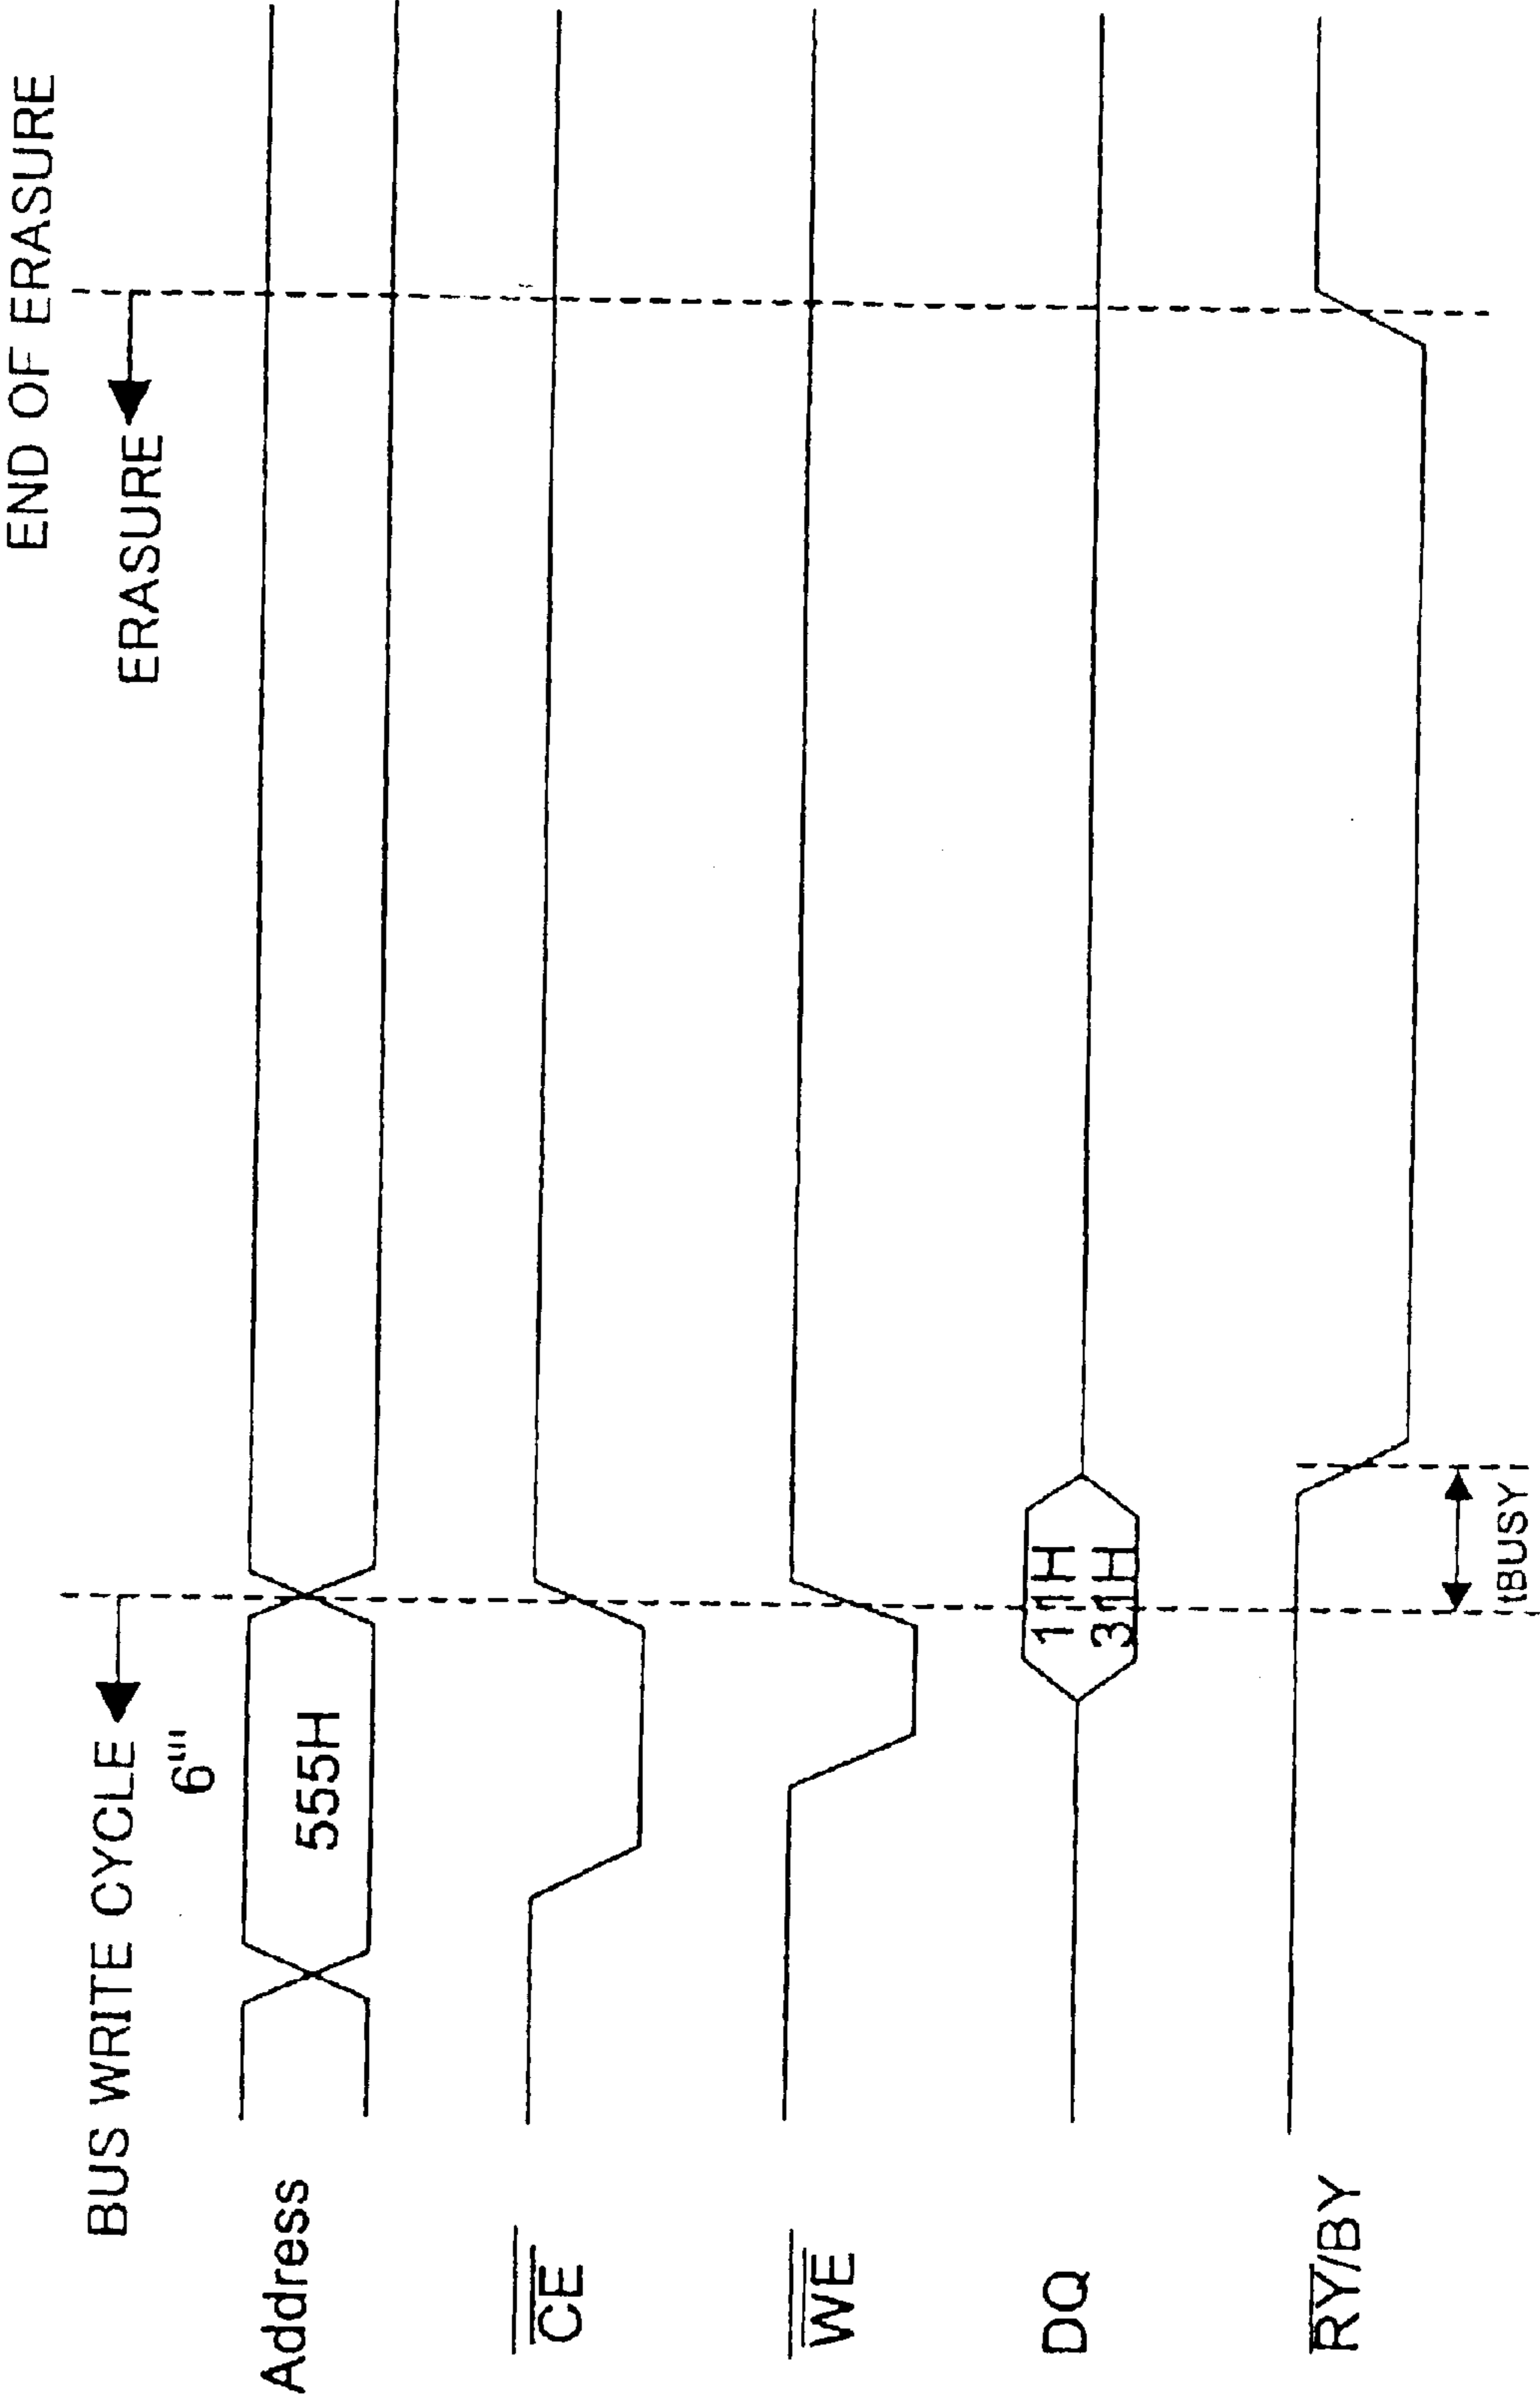 BUS WRITE CYCLE
ERASURE
END OF ERASURE
6'''
Address
555H
CE
WE
DQ
11H
31H
RY/BY
tBUSY